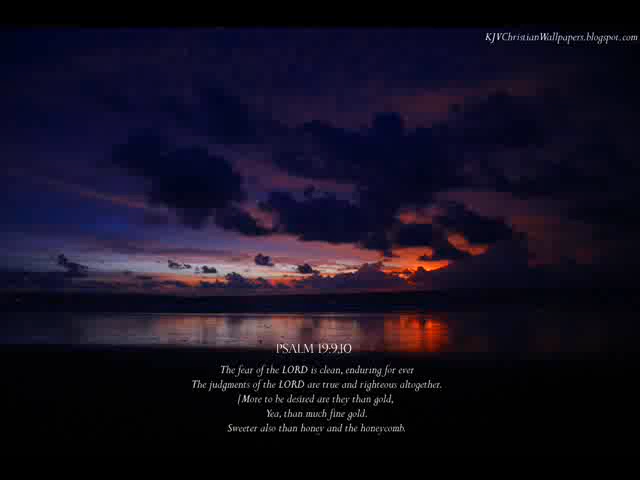 KJVChristianWallpapers.blogspot.com
PSALM 19:9,10
The fear of the LORD is clean, enduring for ever
The judgments of the LORD are true and righteous altogether.
[More to be desired are they than gold,
Yea, than much fine gold.
Sweeter also than honey and the honeycomb.